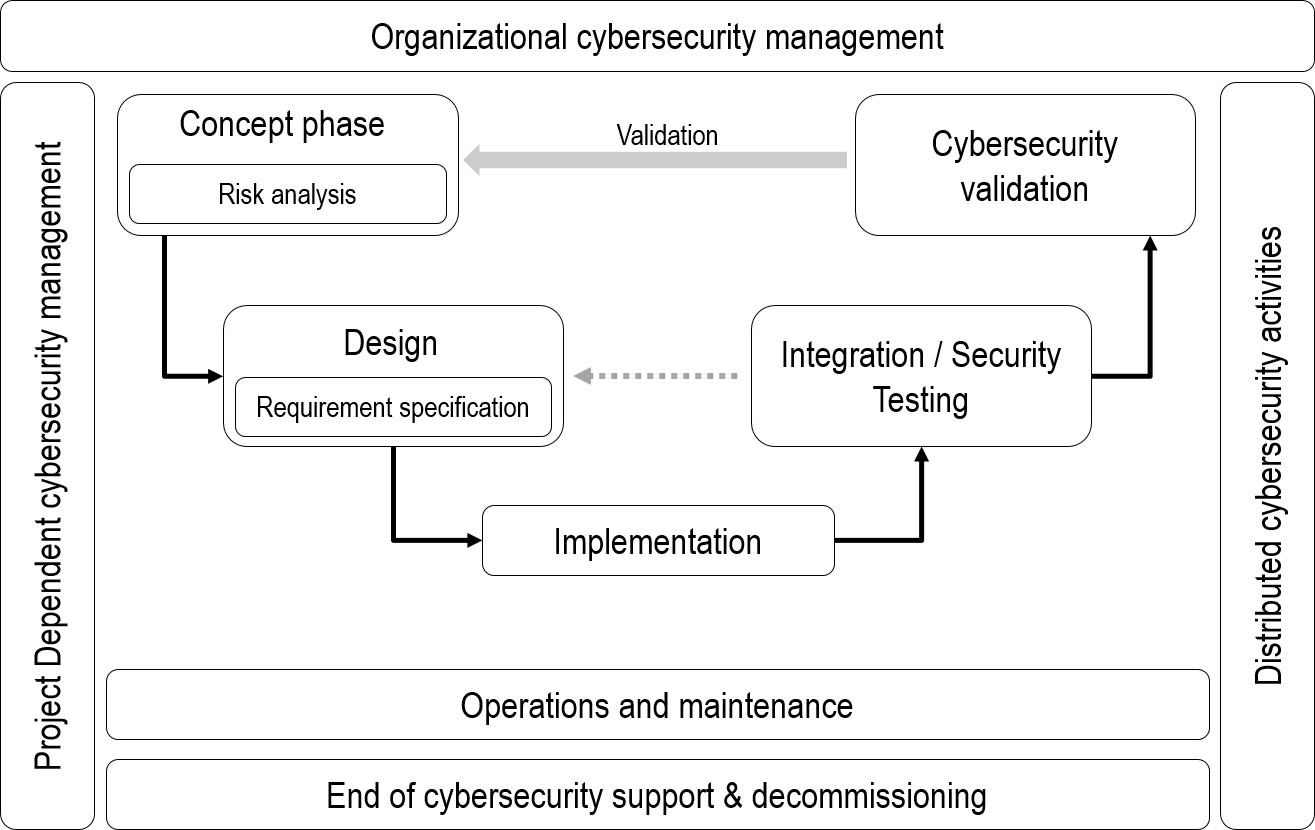 Organizational cybersecurity management
Project Dependent cybersecurity management
Concept phase
Risk analysis
Validation
Cybersecurity
validation
Design
Requirement specification
Integration / Security
Testing
Implementation
Distributed cybersecurity activities
Operations and maintenance
End of cybersecurity support & decommissioning